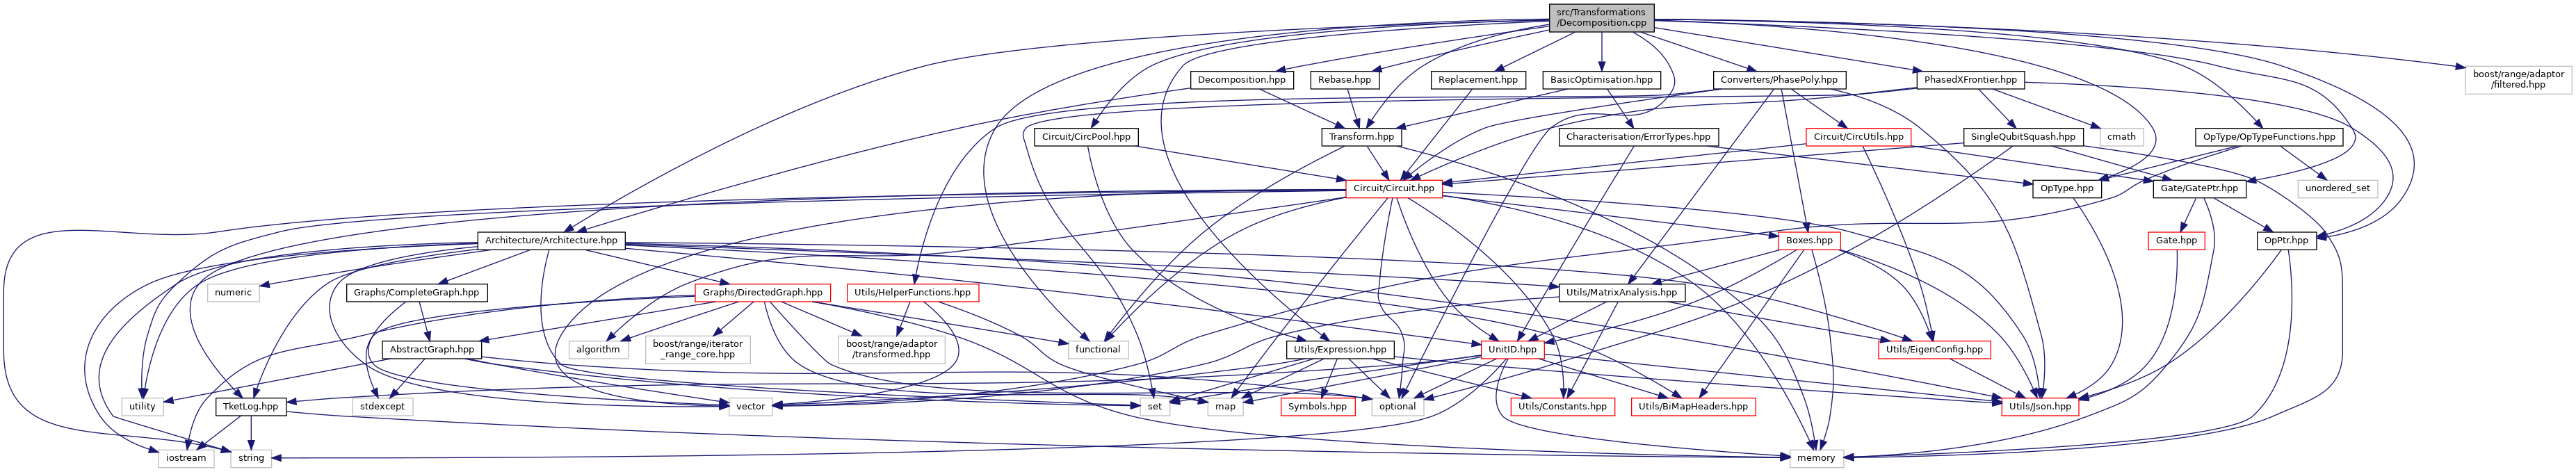 src/Transformations
/Decomposition.cpp
Decomposition.hpp
Rebase.hpp
Replacement.hpp
BasicOptimisation.hpp
Converters/PhasePoly.hpp
PhasedXFrontier.hpp
boost/range/adaptor
/filtered.hpp
Circuit/CircPool.hpp
Transform.hpp
Characterisation/ErrorTypes.hpp
Circuit/CircUtils.hpp
SingleQubitSquash.hpp
cmath
OpType/OpTypeFunctions.hpp
Circuit/Circuit.hpp
OpType.hpp
Gate/GatePtr.hpp
unordered_set
Architecture/Architecture.hpp
Boxes.hpp
Gate.hpp
OpPtr.hpp
numeric
Graphs/CompleteGraph.hpp
Graphs/DirectedGraph.hpp
Utils/HelperFunctions.hpp
Utils/MatrixAnalysis.hpp
AbstractGraph.hpp
algorithm
boost/range/iterator
_range_core.hpp
boost/range/adaptor
/transformed.hpp
functional
Utils/Expression.hpp
UnitID.hpp
Utils/EigenConfig.hpp
utility
TketLog.hpp
stdexcept
vector
set
map
Symbols.hpp
optional
Utils/Constants.hpp
Utils/BiMapHeaders.hpp
Utils/Json.hpp
iostream
string
memory